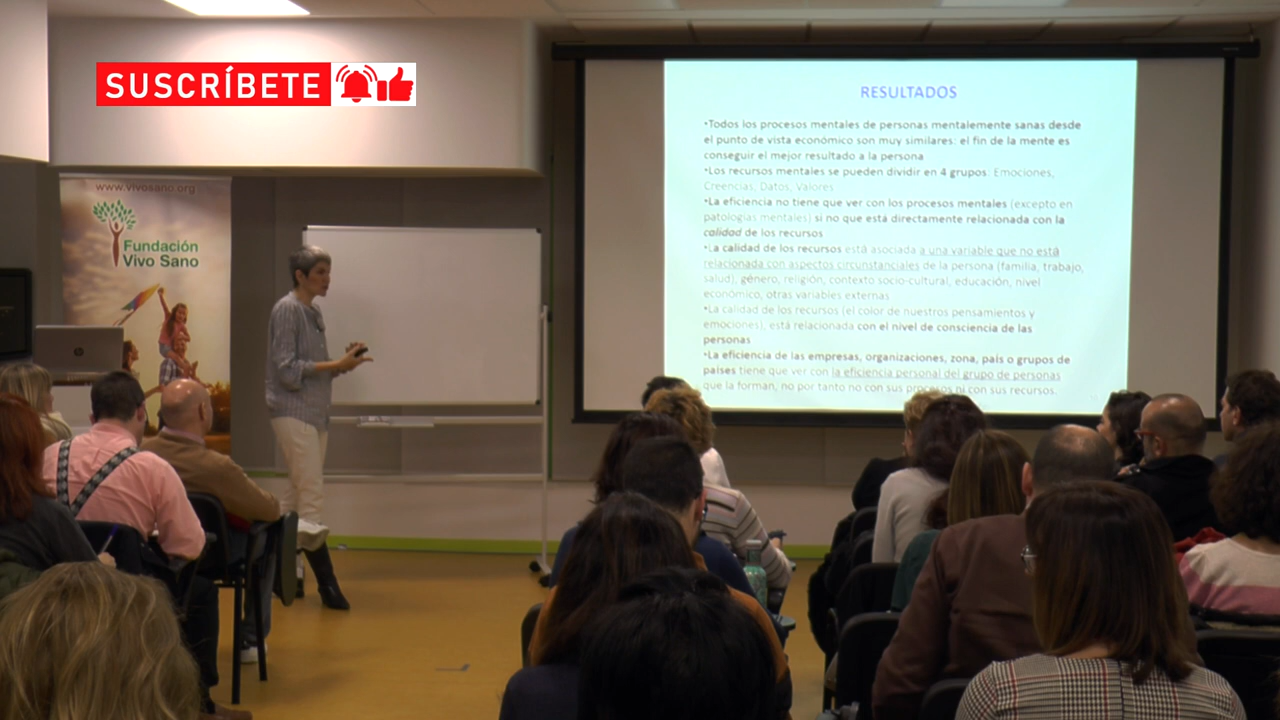 SUSCRÍBETE
www.vivosano.org
Fundación
Vivo Sano
RESULTADOS
•Todos los procesos mentales de personas mentalemente sanas desde
el punto de vista económico son muy similares: el fin de la mente es
conseguir el mejor resultado a la persona
•Los recursos mentales se pueden dividir en 4 grupos: Emociones,
Creencias, Datos, Valores
•La eficiencia no tiene que ver con los procesos mentales (excepto en
patologías mentales) si no que está directamente relacionada con la
calidad de los recursos
•La calidad de los recursos está asociada a una variable que no está
relacionada con aspectos circunstanciales de la persona (familia, trabajo,
salud), género, religión, contexto socio-cultural, educación, nivel
económico, otras variables externas
•La calidad de los recursos (el color de nuestros pensamientos y
emociones), está relacionada con el nivel de consciencia de las
personas
•La eficiencia de las empresas, organizaciones, zona, país o grupos de
países tiene que ver con la eficiencia personal del grupo de personas
que la forman, no por tanto no con sus procesos ni con sus recursos.